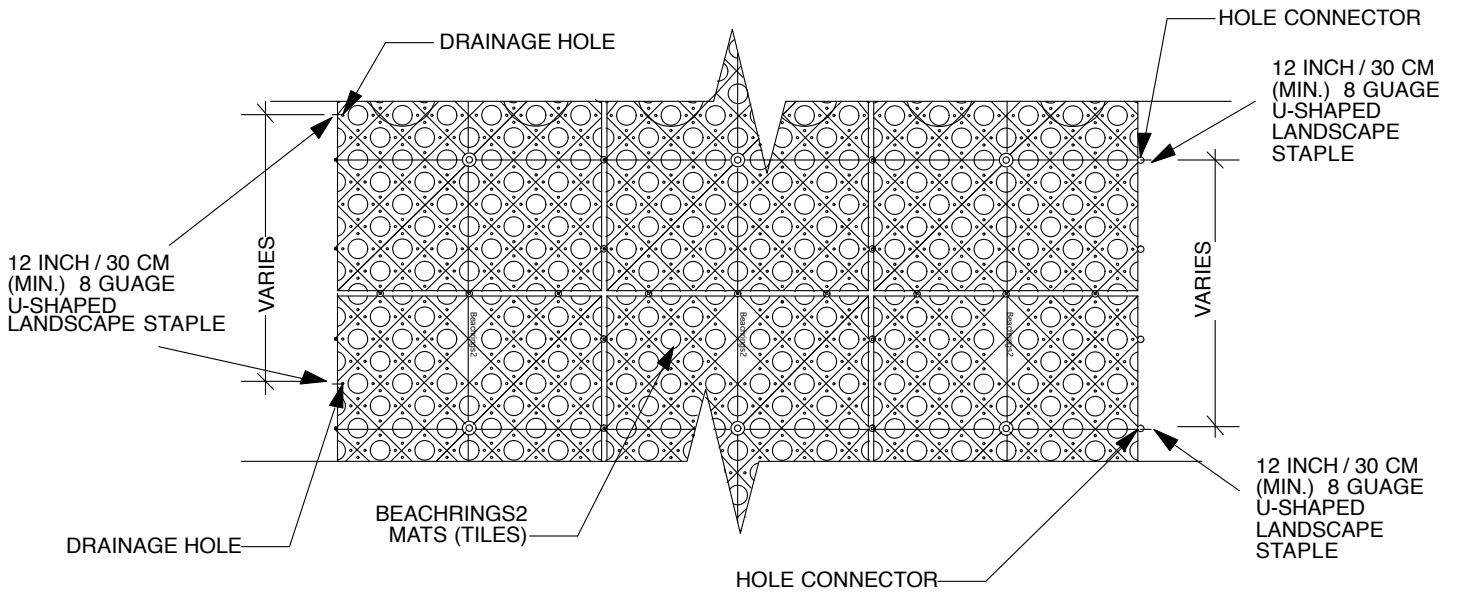 HOLE CONNECTOR
DRAINAGE HOLE
12 INCH / 30 CM
(MIN.) 8 GUAGE
U-SHAPED
LANDSCAPE
STAPLE
12 INCH / 30 CM
(MIN.) 8 GUAGE
U-SHAPED
LANDSCAPE STAPLE
VARIES
VARIES
Beachrings2
Beachrings2
Beachrings2
12 INCH / 30 CM
(MIN.) 8 GUAGE
U-SHAPED
LANDSCAPE
STAPLE
BEACHRINGS2
MATS (TILES)
DRAINAGE HOLE
HOLE CONNECTOR